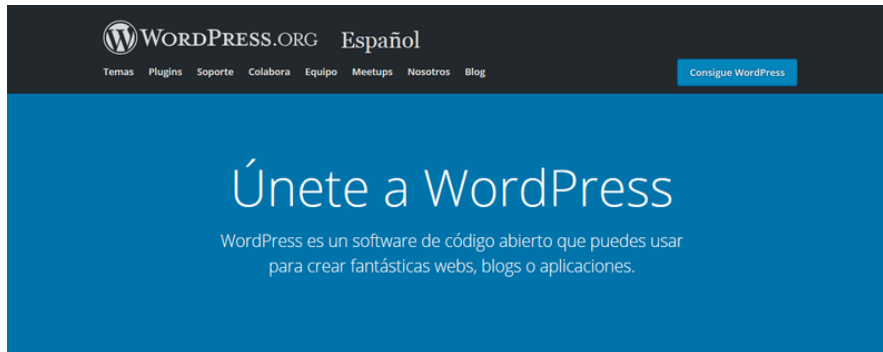 WORDPRESS.ORG Español
Temas Plugins Soporte Colabora Equipo Meetups Nosotros Blog Consigue WordPress
Únete a WordPress
WordPress es un software de código abierto que puedes usar
para crear fantásticas webs, blogs o aplicaciones.